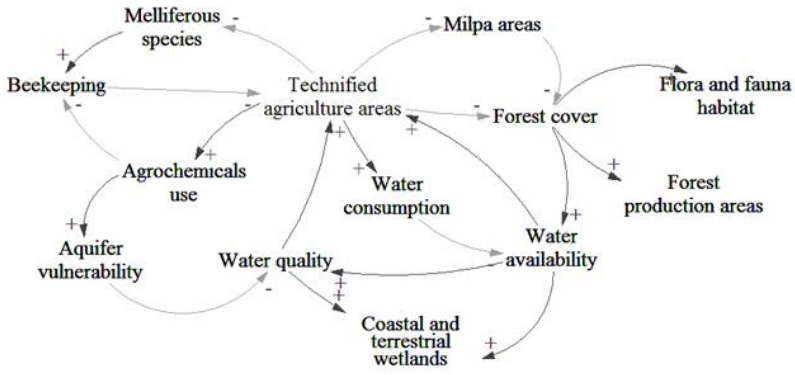 Melliferous
species
-
-
Milpa areas
+
Beekeeping
Technified
agriculture areas
-
-
-
-
Forest cover
+
Flora and fauna
habitat
+
+
+
Agrochemicals
use
+
Water
consumption
+
Forest
production areas
+
+
Aquifer
vulnerability
Water quality
-
Water
availability
-
+
+
Coastal and
terrestrial
wetlands
+